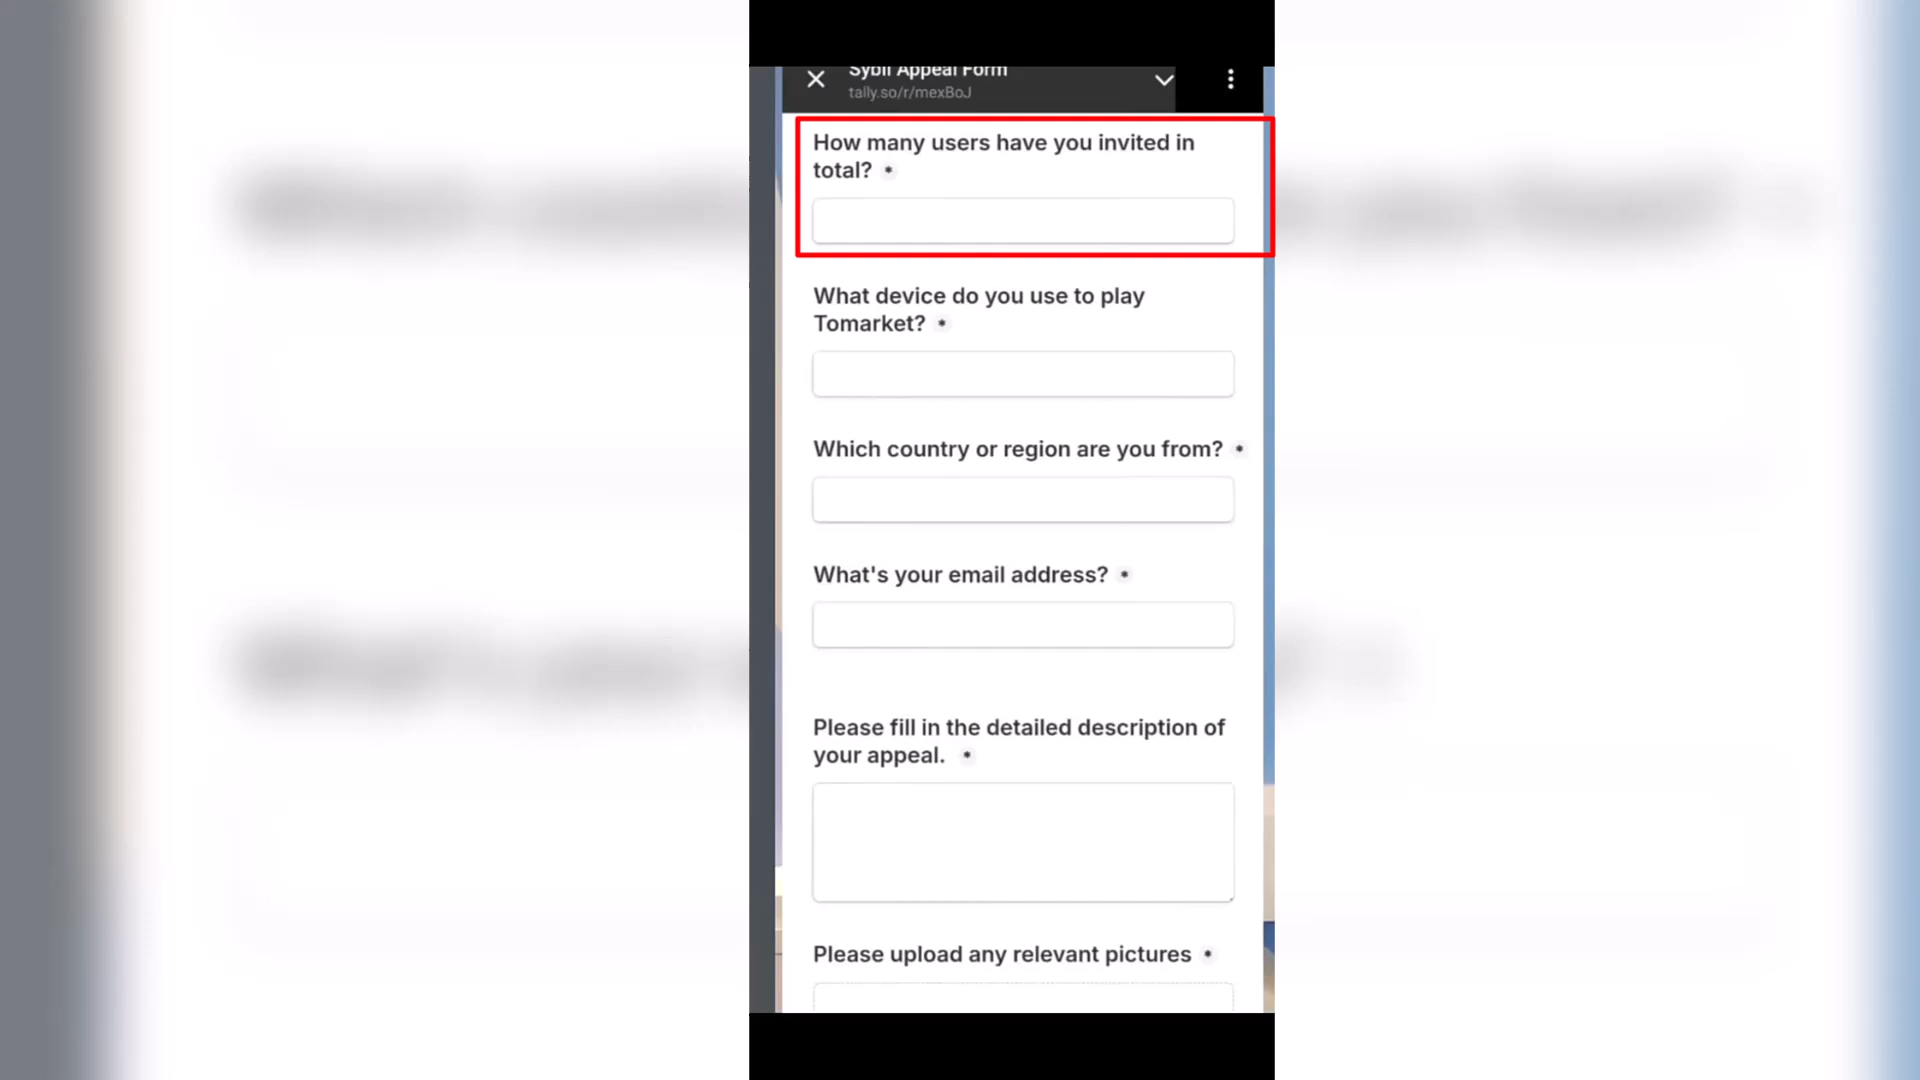 Sybil Appeal Form
tally.so/r/mexBoJ
How many users have you invited in
total? *
What device do you use to play
Tomarket? *
Which country or region are you from? *
What's your email address? *
Please fill in the detailed description of
your appeal. *
Please upload any relevant pictures *